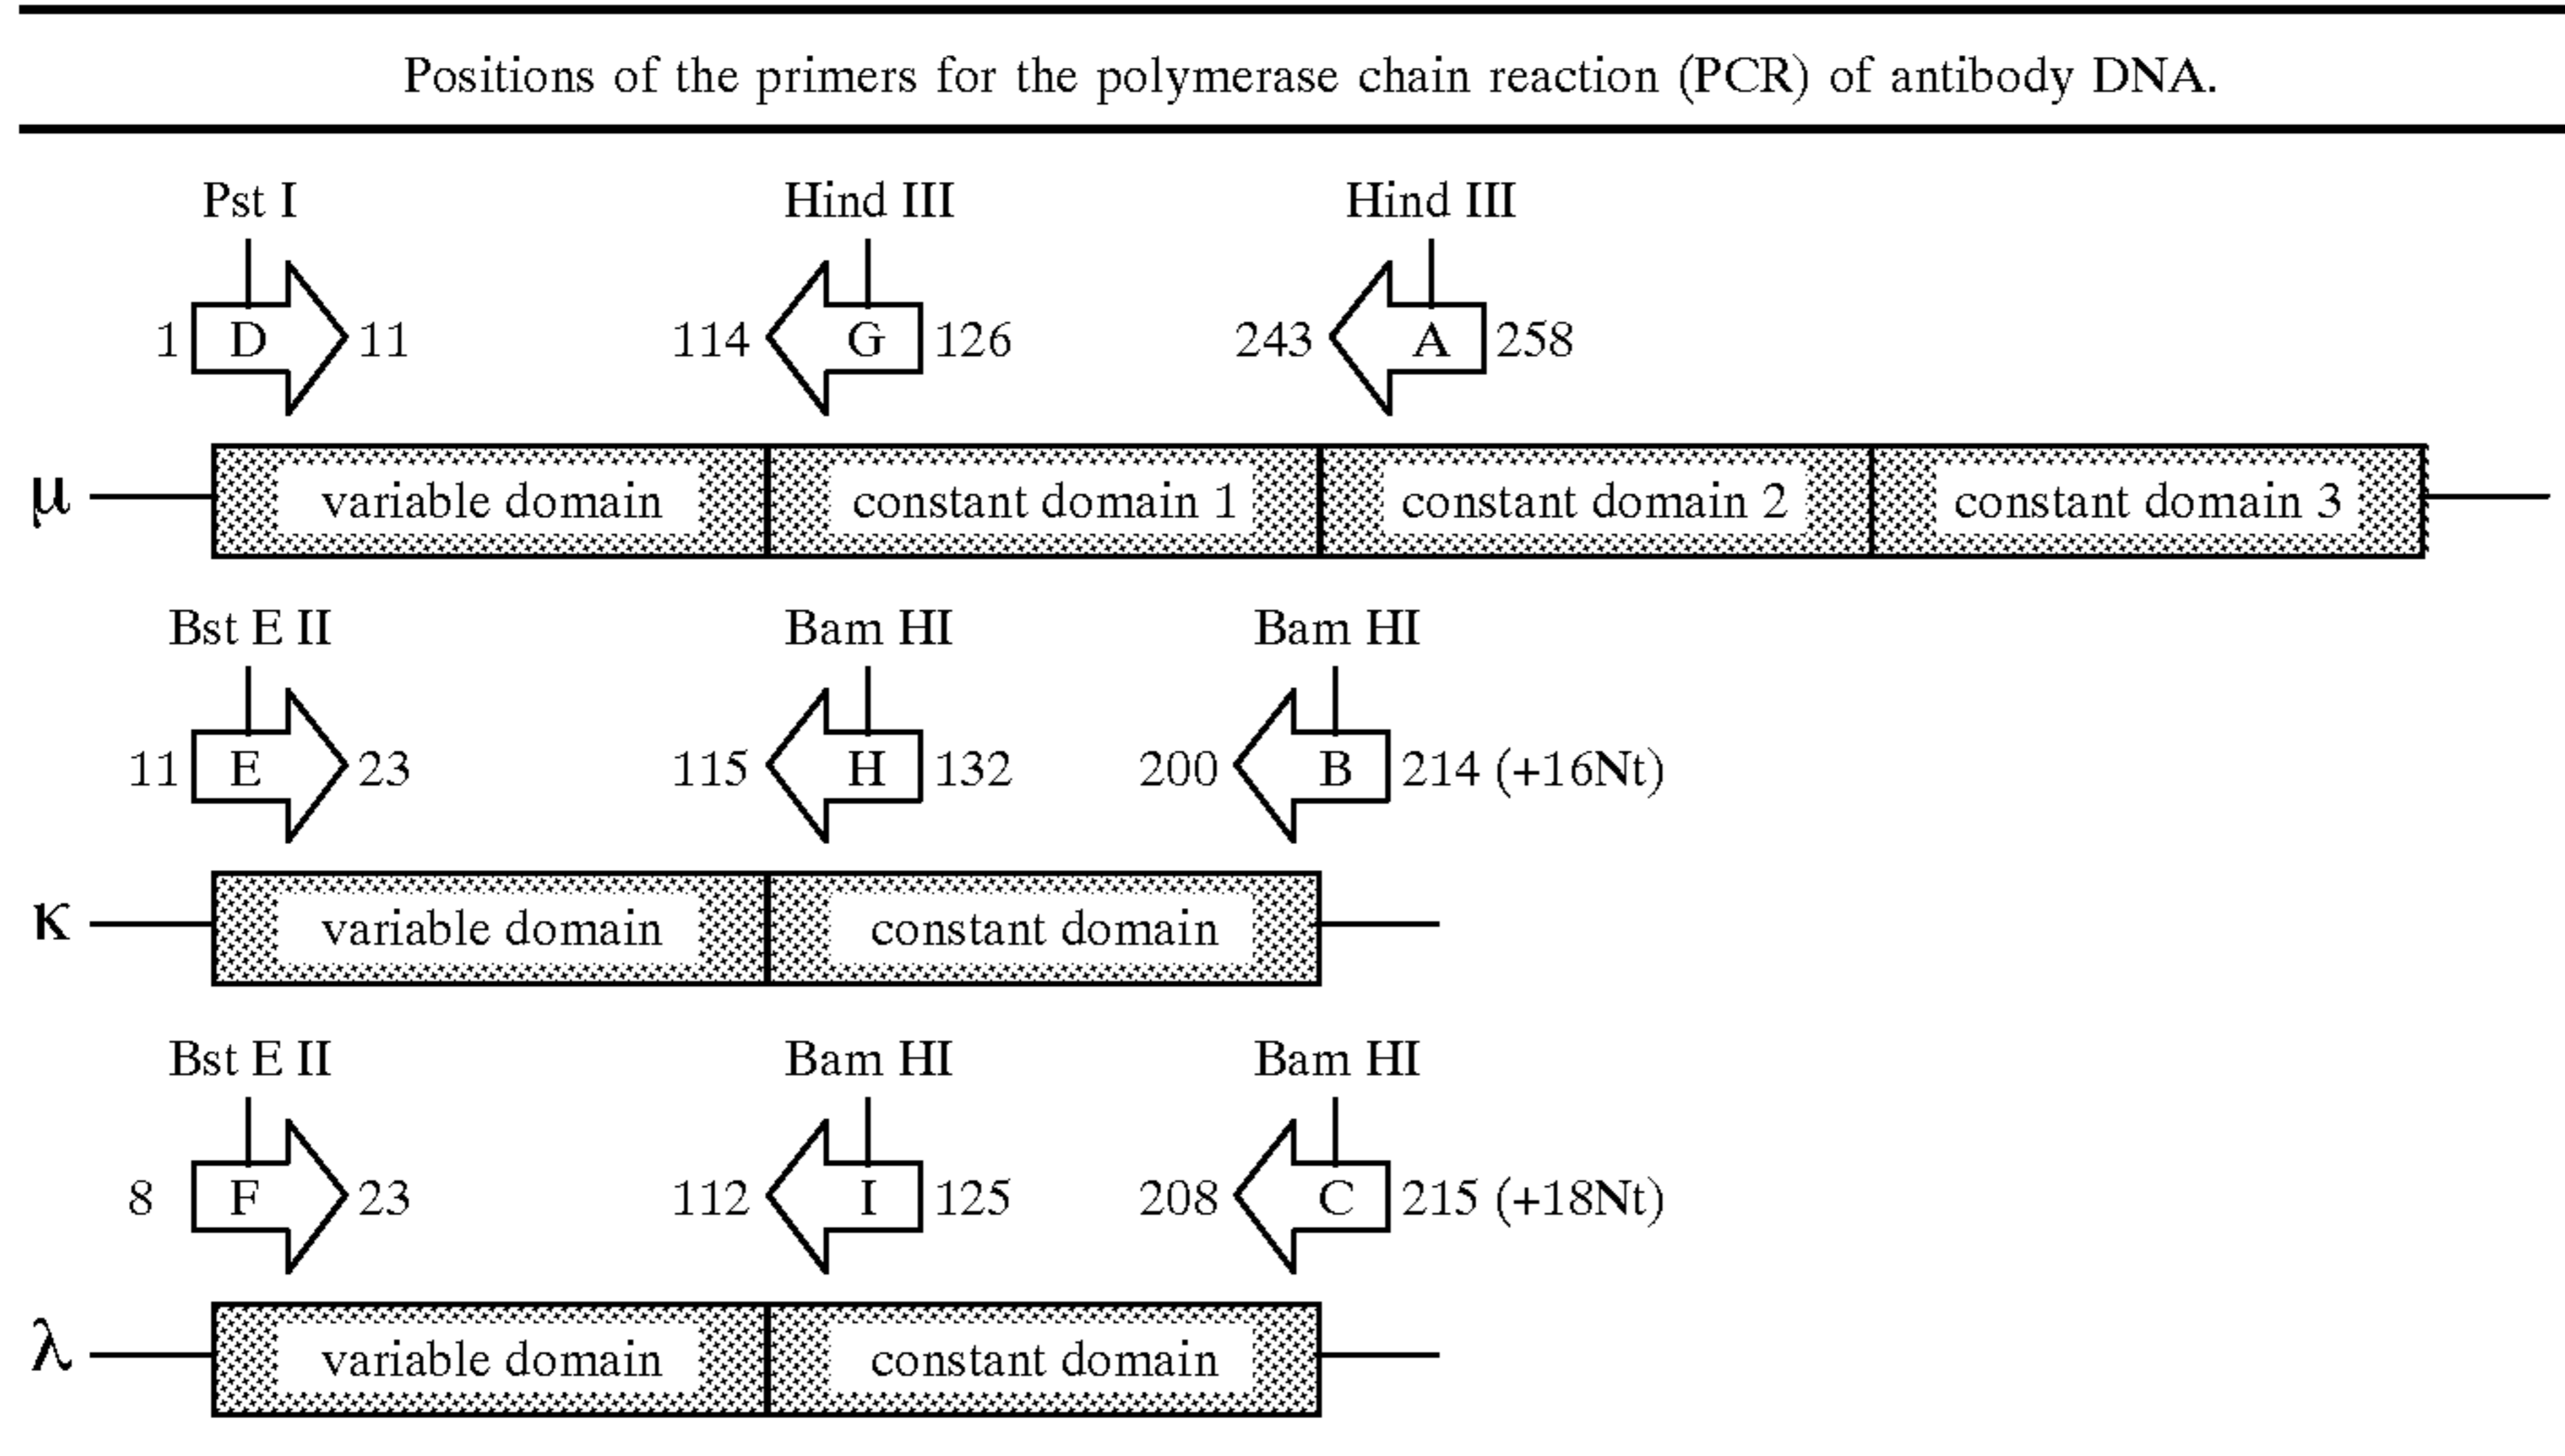 Positions of the primers for the polymerase chain reaction (PCR) of antibody DNA.
Pst I Hind III Hind III
1 D 11 114 G 126 243 A 258
μ variable domain constant domain 1 constant domain 2 constant domain 3
Bst E II Bam HI Bam HI
11 E 23 115 H 132 200 B 214 (+16Nt)
κ variable domain constant domain
Bst E II Bam HI Bam HI
8 F 23 112 I 125 208 C 215 (+18Nt)
λ variable domain constant domain